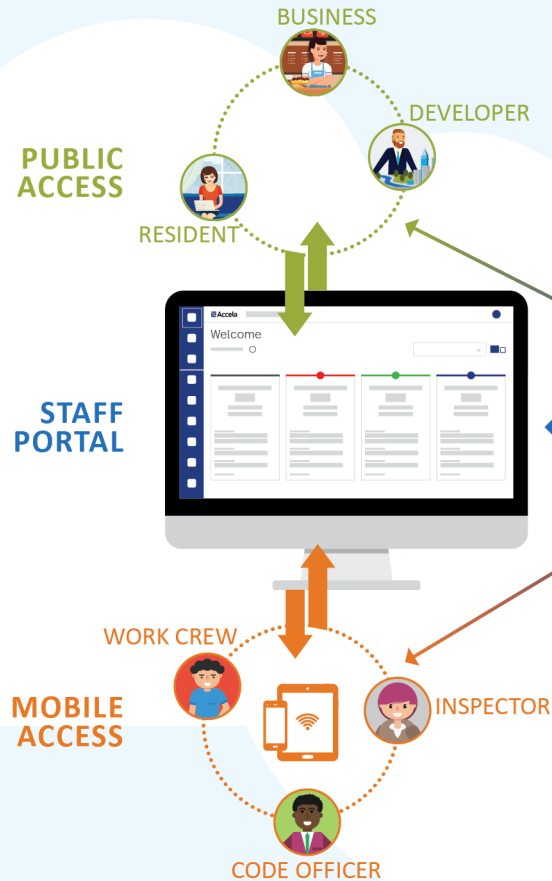 BUSINESS
DEVELOPER
PUBLIC
ACCESS
RESIDENT
Accela
Welcome
STAFF
PORTAL
WORK CREW
MOBILE
ACCESS
INSPECTOR
CODE OFFICER